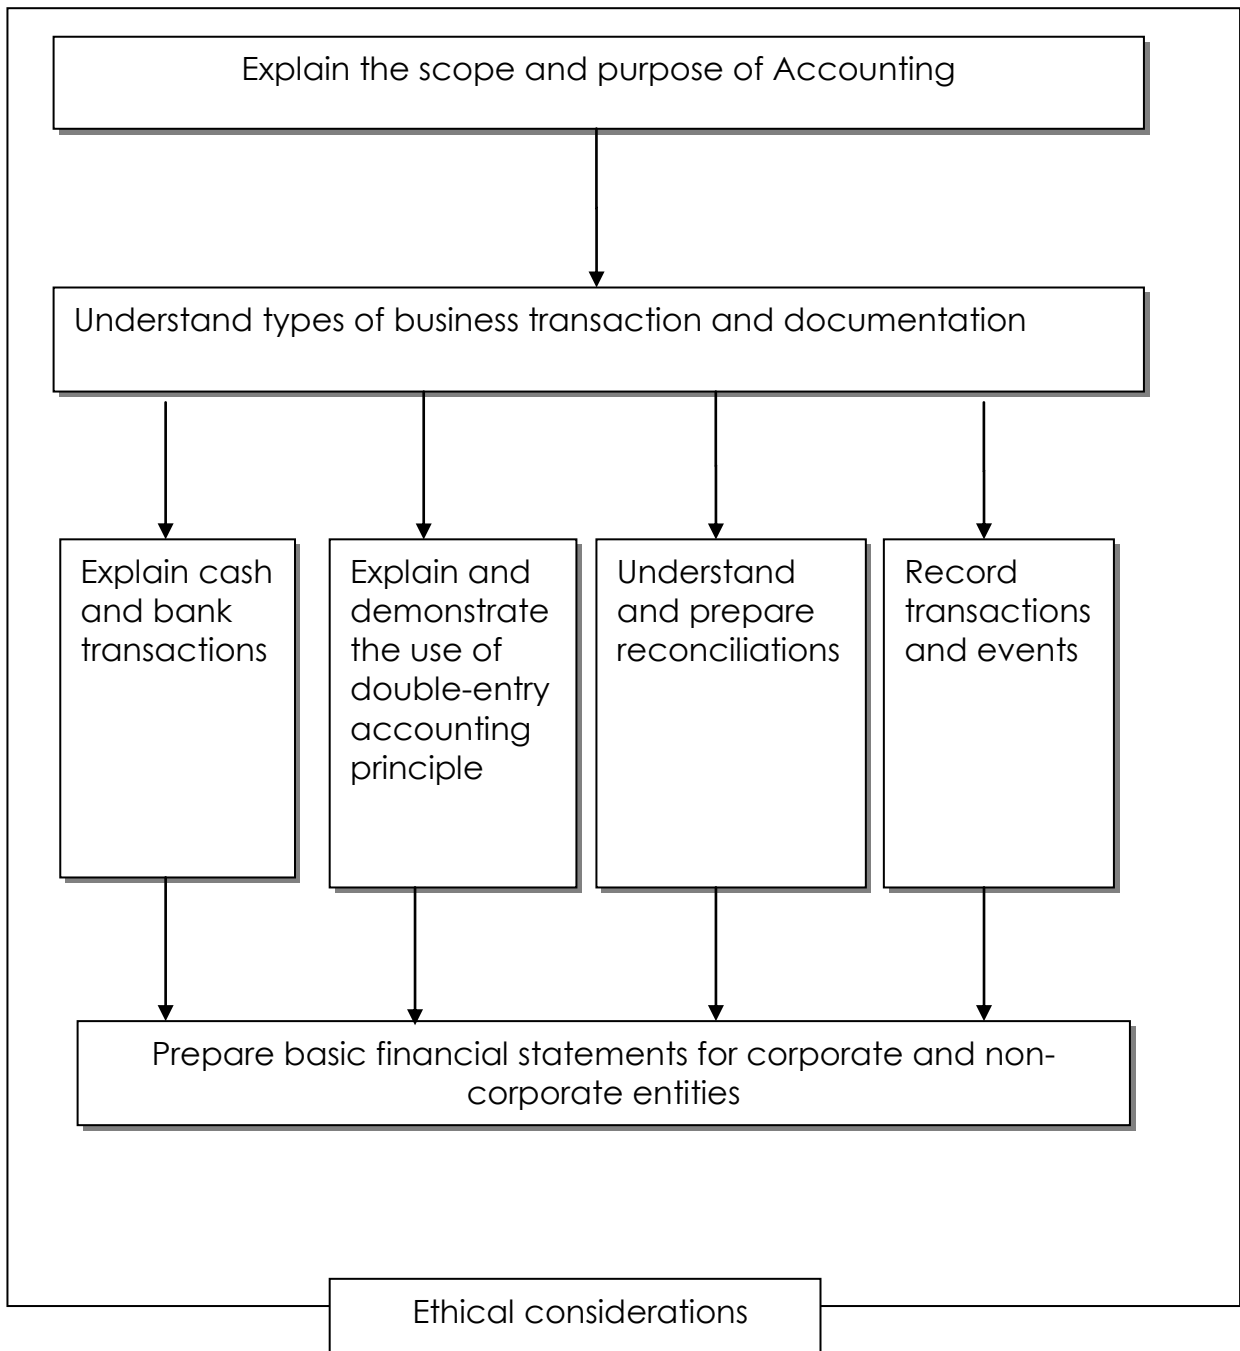 Explain the scope and purpose of Accounting
Understand types of business transaction and documentation
Explain cash
and bank
transactions
Explain and
demonstrate
the use of
double-entry
accounting
principle
Understand
and prepare
reconciliations
Record
transactions
and events
Prepare basic financial statements for corporate and non-
corporate entities
Ethical considerations